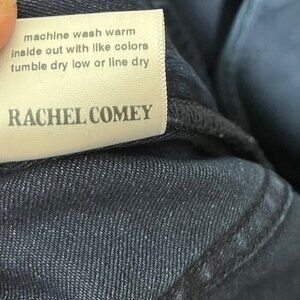 machine wash warm
inside out with like colors
tumble dry low or line dry
RACHEL COMEY